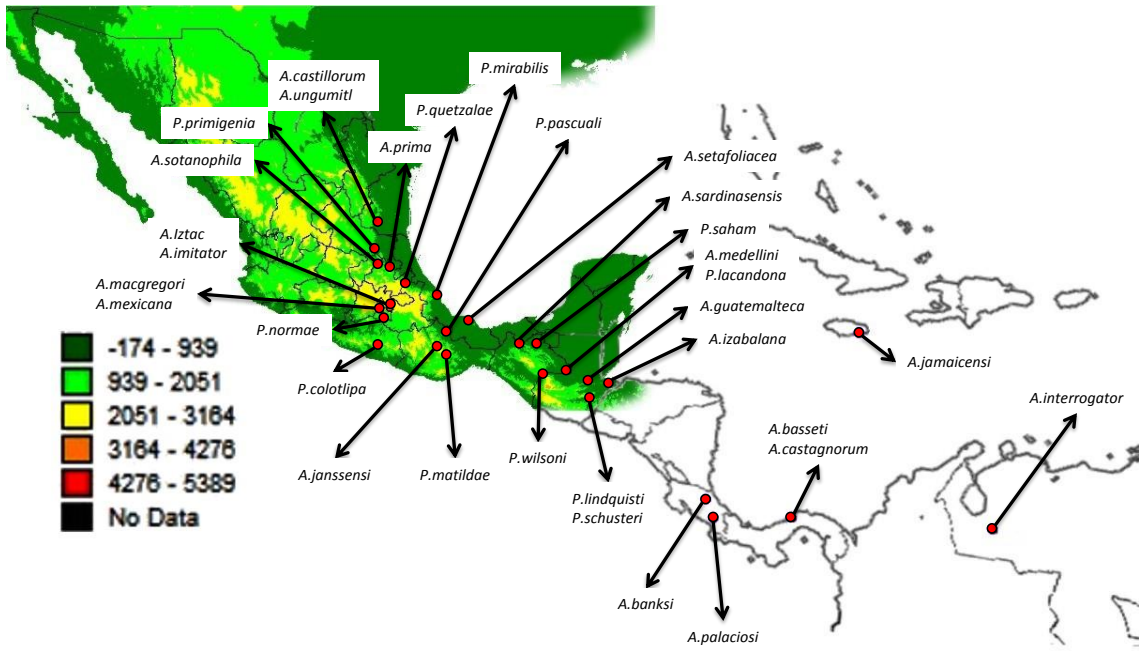 P.mirabilis
A.castillorum
A.ungumitl
P.quetzalae
P.primigenia
P.pascuali
A.prima
A.sotanophila
A.setafoliacea
A.sardinasensis
P.saham
A.Iztac
A.imitator
A.medellini
P.lacandona
A.macgregori
A.mexicana
A.guatemalteca
P.normae
A.izabalana
-174 - 939
939 - 2051
2051 - 3164
3164 - 4276
4276 - 5389
No Data
A.jamaicensi
P.colotlipa
A.interrogator
A.basseti
A.castagnorum
A.janssensi
P.matildae
P.wilsoni
P.lindquisti
P.schusteri
A.banksi
A.palaciosi